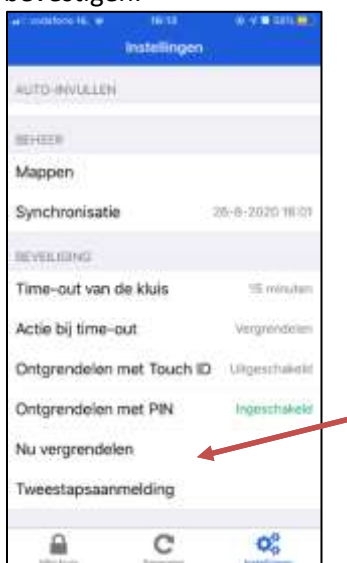 bevestigen.
vodafone NL 16:13
Instellingen
AUTO-INVULLEN
BEHEER
Mappen
Synchronisatie 26-8-2020 16:01
BEVEILIGING
Time-out van de kluis 15 minuten
Actie bij time-out Vergrendelen
Ontgrendelen met Touch ID Uitgeschakeld
Ontgrendelen met PIN Ingeschakeld
Nu vergrendelen
Tweestapsaanmelding
Instellingen